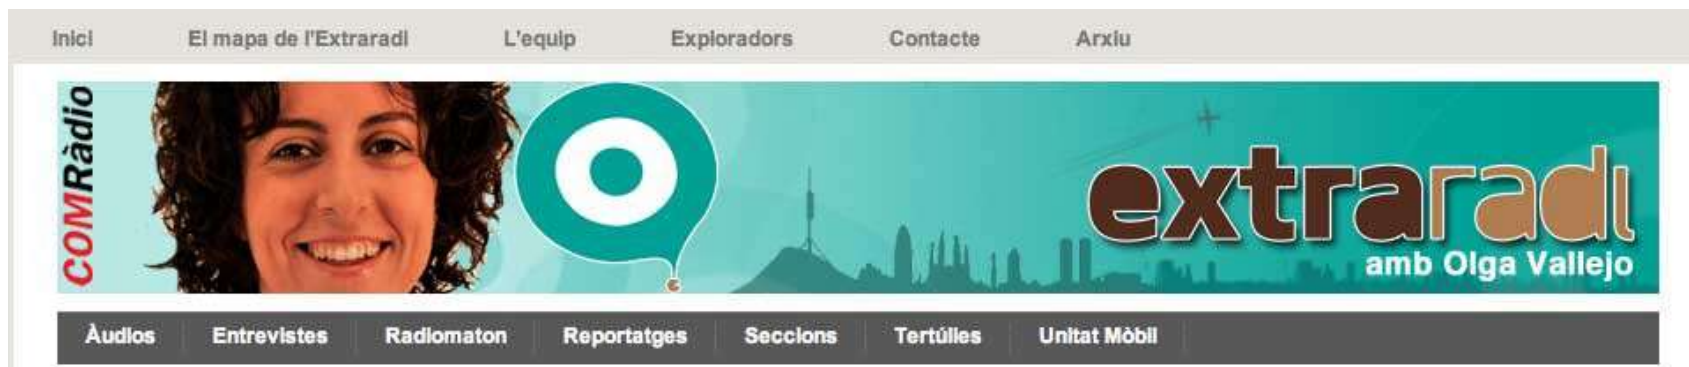 Inici El mapa de l'Extraradi L'equip Exploradors Contacte Arxiu
COMRàdio
extraradi
amb Olga Vallejo
Àudios Entrevistes Radiomaton Reportatges Seccions Tertúlies Unitat Mòbil